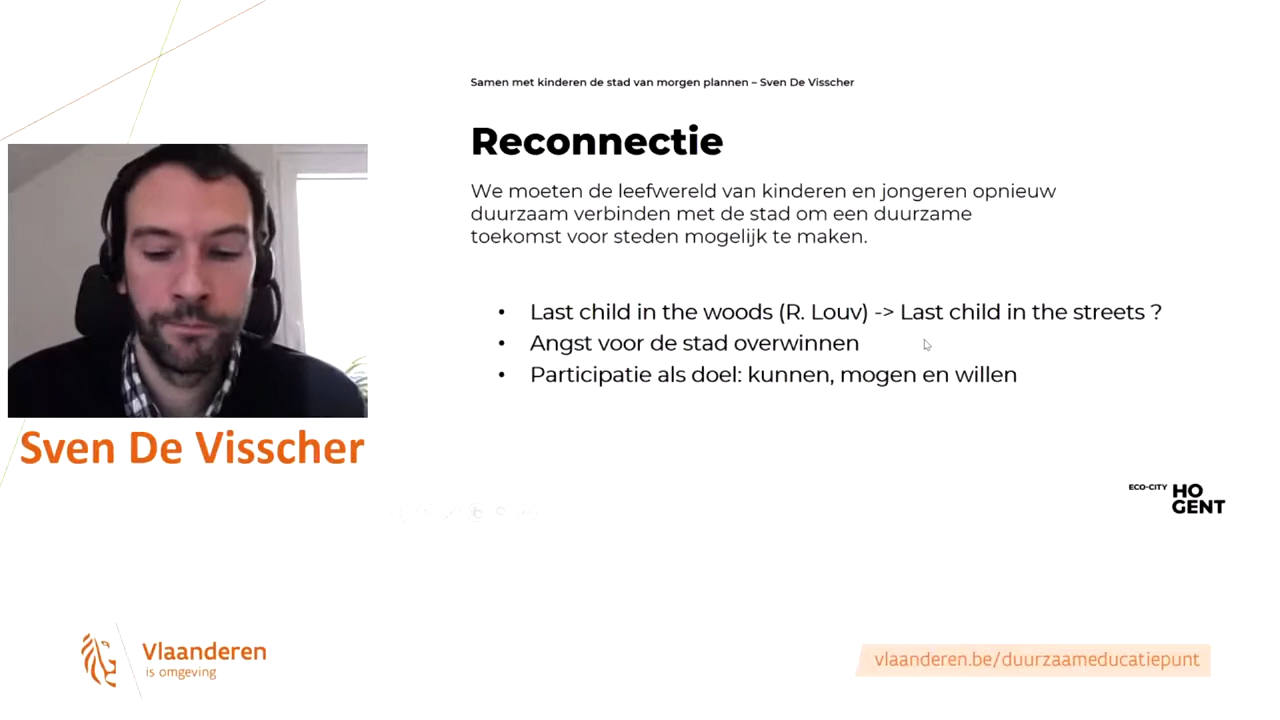 Samen met kinderen de stad van morgen plannen – Sven De Visscher
Reconnectie
We moeten de leefwereld van kinderen en jongeren opnieuw
duurzaam verbinden met de stad om een duurzame
toekomst voor steden mogelijk te maken.
• Last child in the woods (R. Louv) -> Last child in the streets ?
• Angst voor de stad overwinnen
• Participatie als doel: kunnen, mogen en willen
Sven De Visscher
ECO-CITY HO
GENT
Vlaanderen
is omgeving
vlaanderen.be/duurzaameducatiepunt